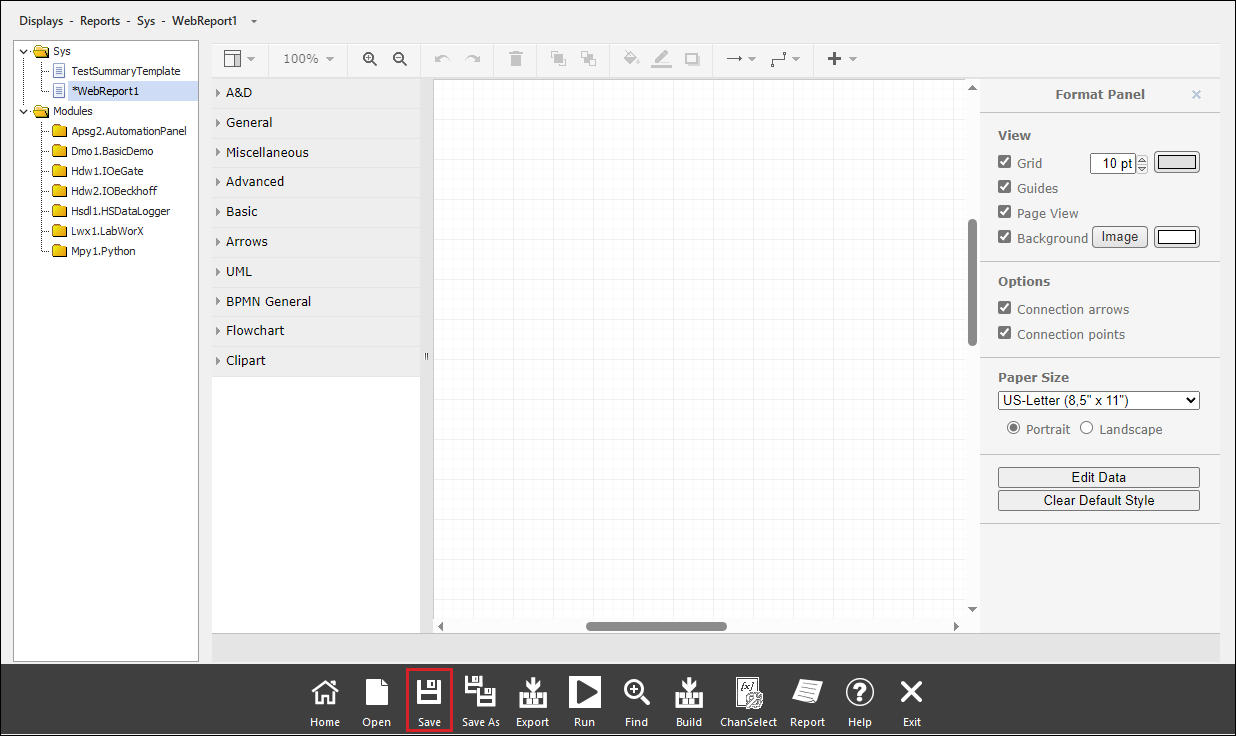 Displays - Reports - Sys - WebReport1
Sys
TestSummaryTemplate
*WebReport1
Modules
Apsg2.AutomationPanel
Dmo1.BasicDemo
Hdw1.IOeGate
Hdw2.IOBeckhoff
Hsdl1.HSDataLogger
Lwx1.LabWorX
Mpy1.Python
100%
A&D
General
Miscellaneous
Advanced
Basic
Arrows
UML
BPMN General
Flowchart
Clipart
Format Panel
View
Grid 10 pt
Guides
Page View
Background Image
Options
Connection arrows
Connection points
Paper Size
US-Letter (8,5" x 11")
Portrait Landscape
Edit Data
Clear Default Style
Home Open Save Save As Export Run Find Build ChanSelect Report Help Exit